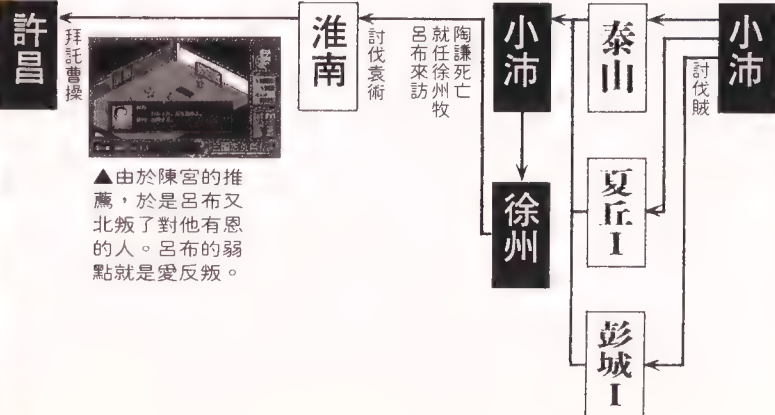 小沛
討伐賊
泰山
夏丘I
彭城I
小沛
徐州
陶謙死亡
就任徐州牧
呂布來訪
淮南
討伐袁術
許昌
拜託曹操
▲由於陳宮的推
薦，於是呂布又
北叛了對他有恩
的人。呂布的弱
點就是愛反叛。